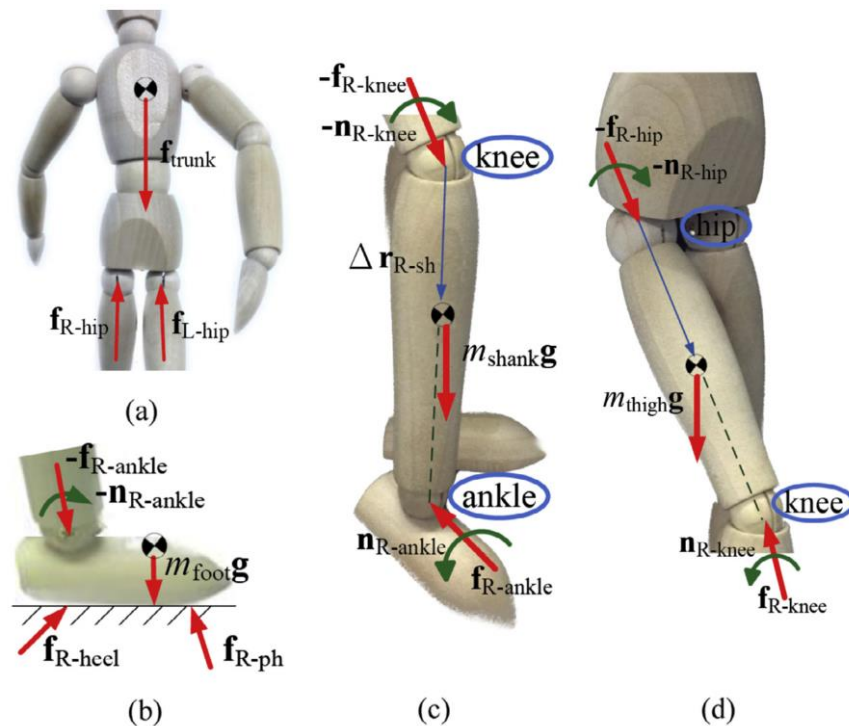 f_trunk
f_R-hip
f_L-hip
(a)
-f_R-ankle
-n_R-ankle
m_foot g
f_R-heel
f_R-ph
(b)
-f_R-knee
-n_R-knee
knee
Δ r_R-sh
m_shank g
ankle
n_R-ankle
f_R-ankle
(c)
-f_R-hip
-n_R-hip
hip
m_thigh g
knee
n_R-knee
f_R-knee
(d)